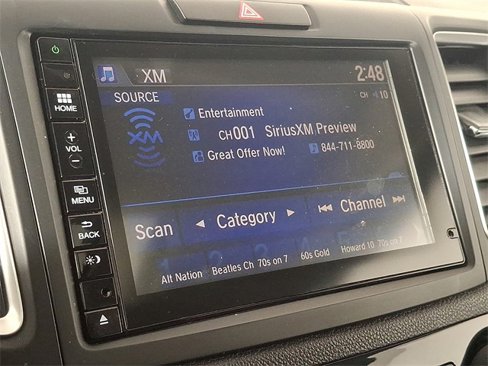 XM 2:48
SOURCE CH 10
Entertainment
XM CH001 SiriusXM Preview
Great Offer Now! 844-711-8800
Scan Category Channel
Alt Nation Beatles Ch 70s on 7 60s Gold Howard 10 70s on 7
HOME
+
VOL
−
MENU
BACK